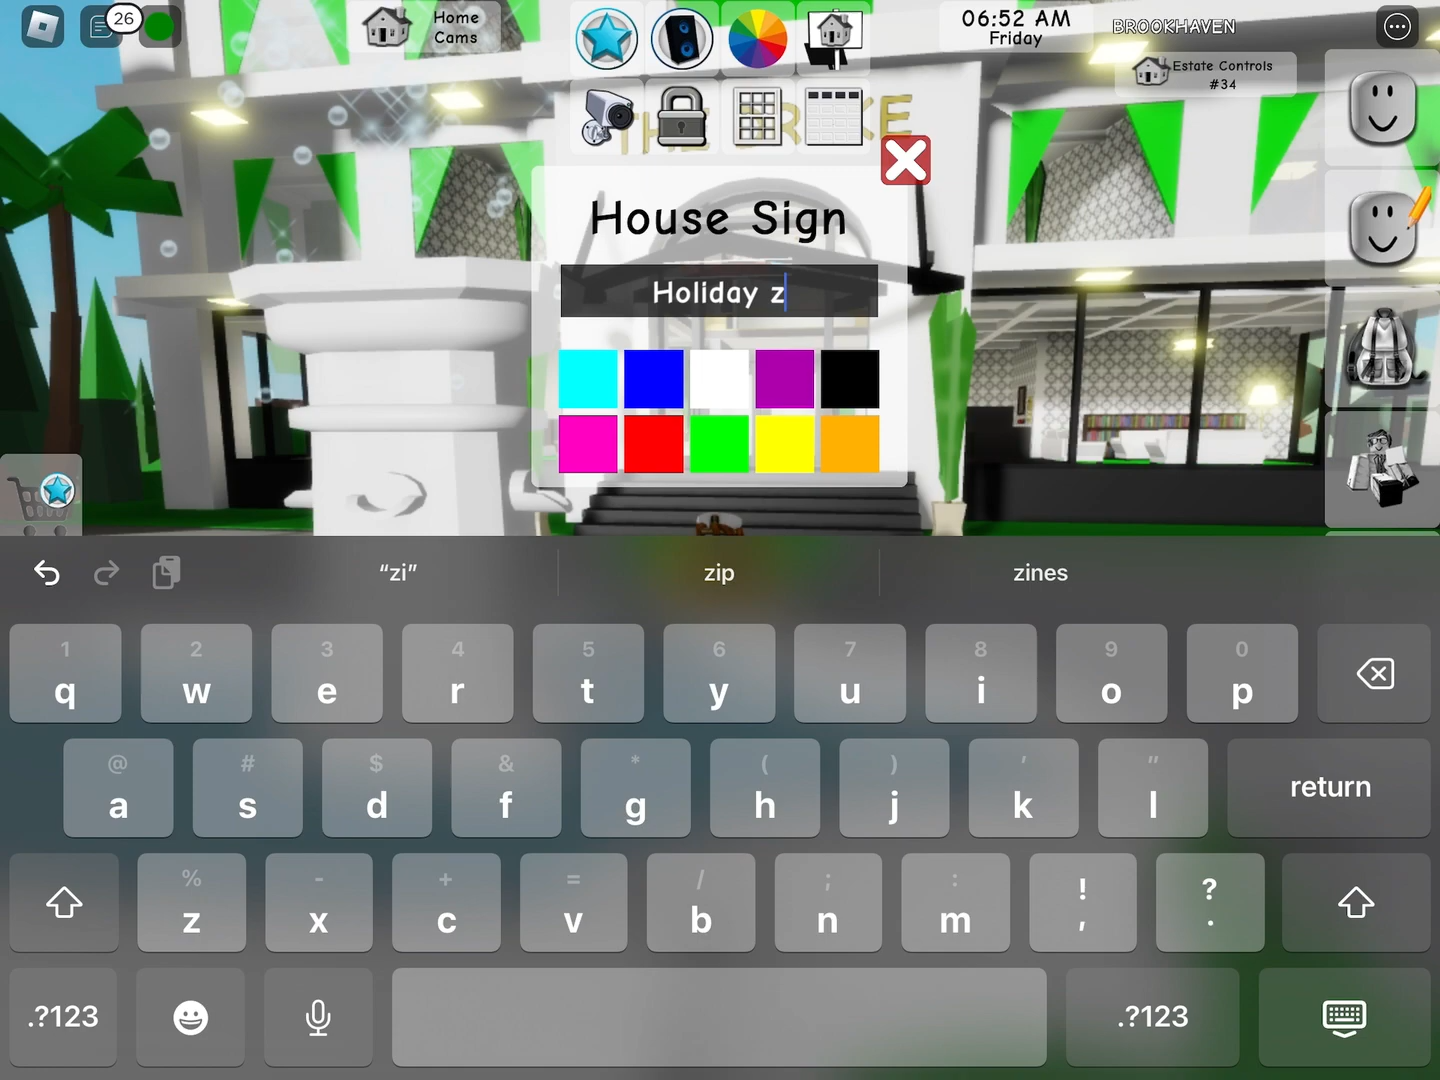 26
Home
Cams
06:52 AM
Friday
BROOKHAVEN
Estate Controls
#34
House Sign
Holiday z
“zi”
zip
zines
1 2 3 4 5 6 7 8 9 0
q w e r t y u i o p
@ # $ & * ( ) ' "
a s d f g h j k l return
% - + = / ; : ! ?
z x c v b n m , .
.?123 .?123